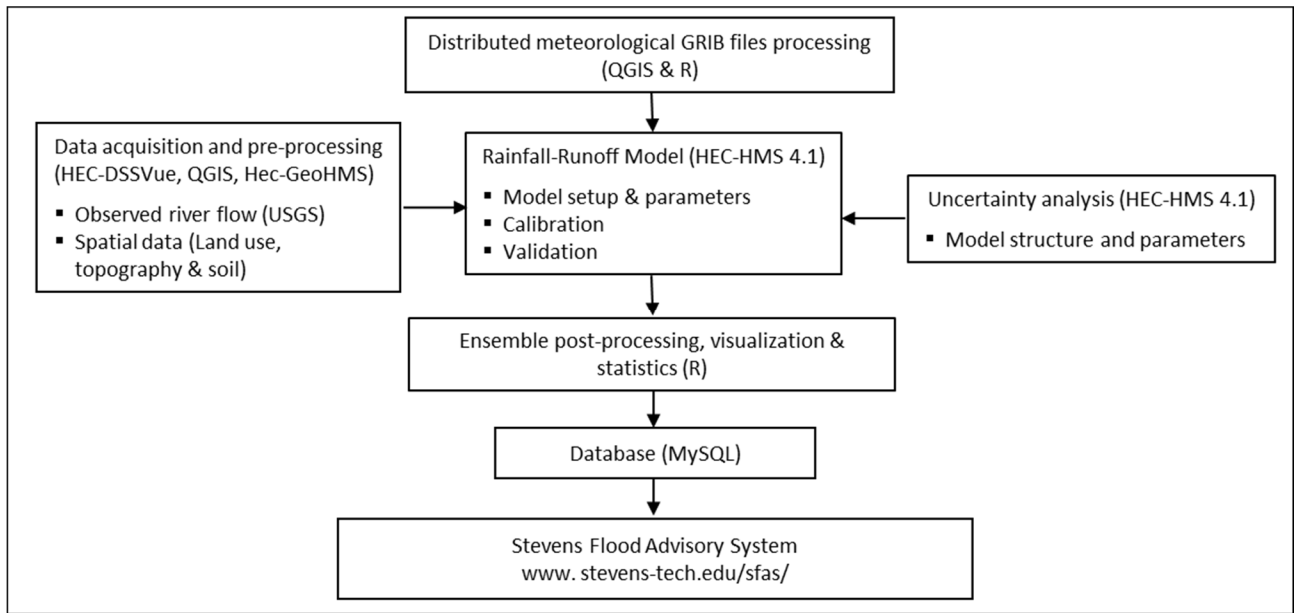 Distributed meteorological GRIB files processing
(QGIS & R)
Data acquisition and pre-processing
(HEC-DSSVue, QGIS, Hec-GeoHMS)
▪ Observed river flow (USGS)
▪ Spatial data (Land use,
topography & soil)
Rainfall-Runoff Model (HEC-HMS 4.1)
▪ Model setup & parameters
▪ Calibration
▪ Validation
Uncertainty analysis (HEC-HMS 4.1)
▪ Model structure and parameters
Ensemble post-processing, visualization &
statistics (R)
Database (MySQL)
Stevens Flood Advisory System
www. stevens-tech.edu/sfas/